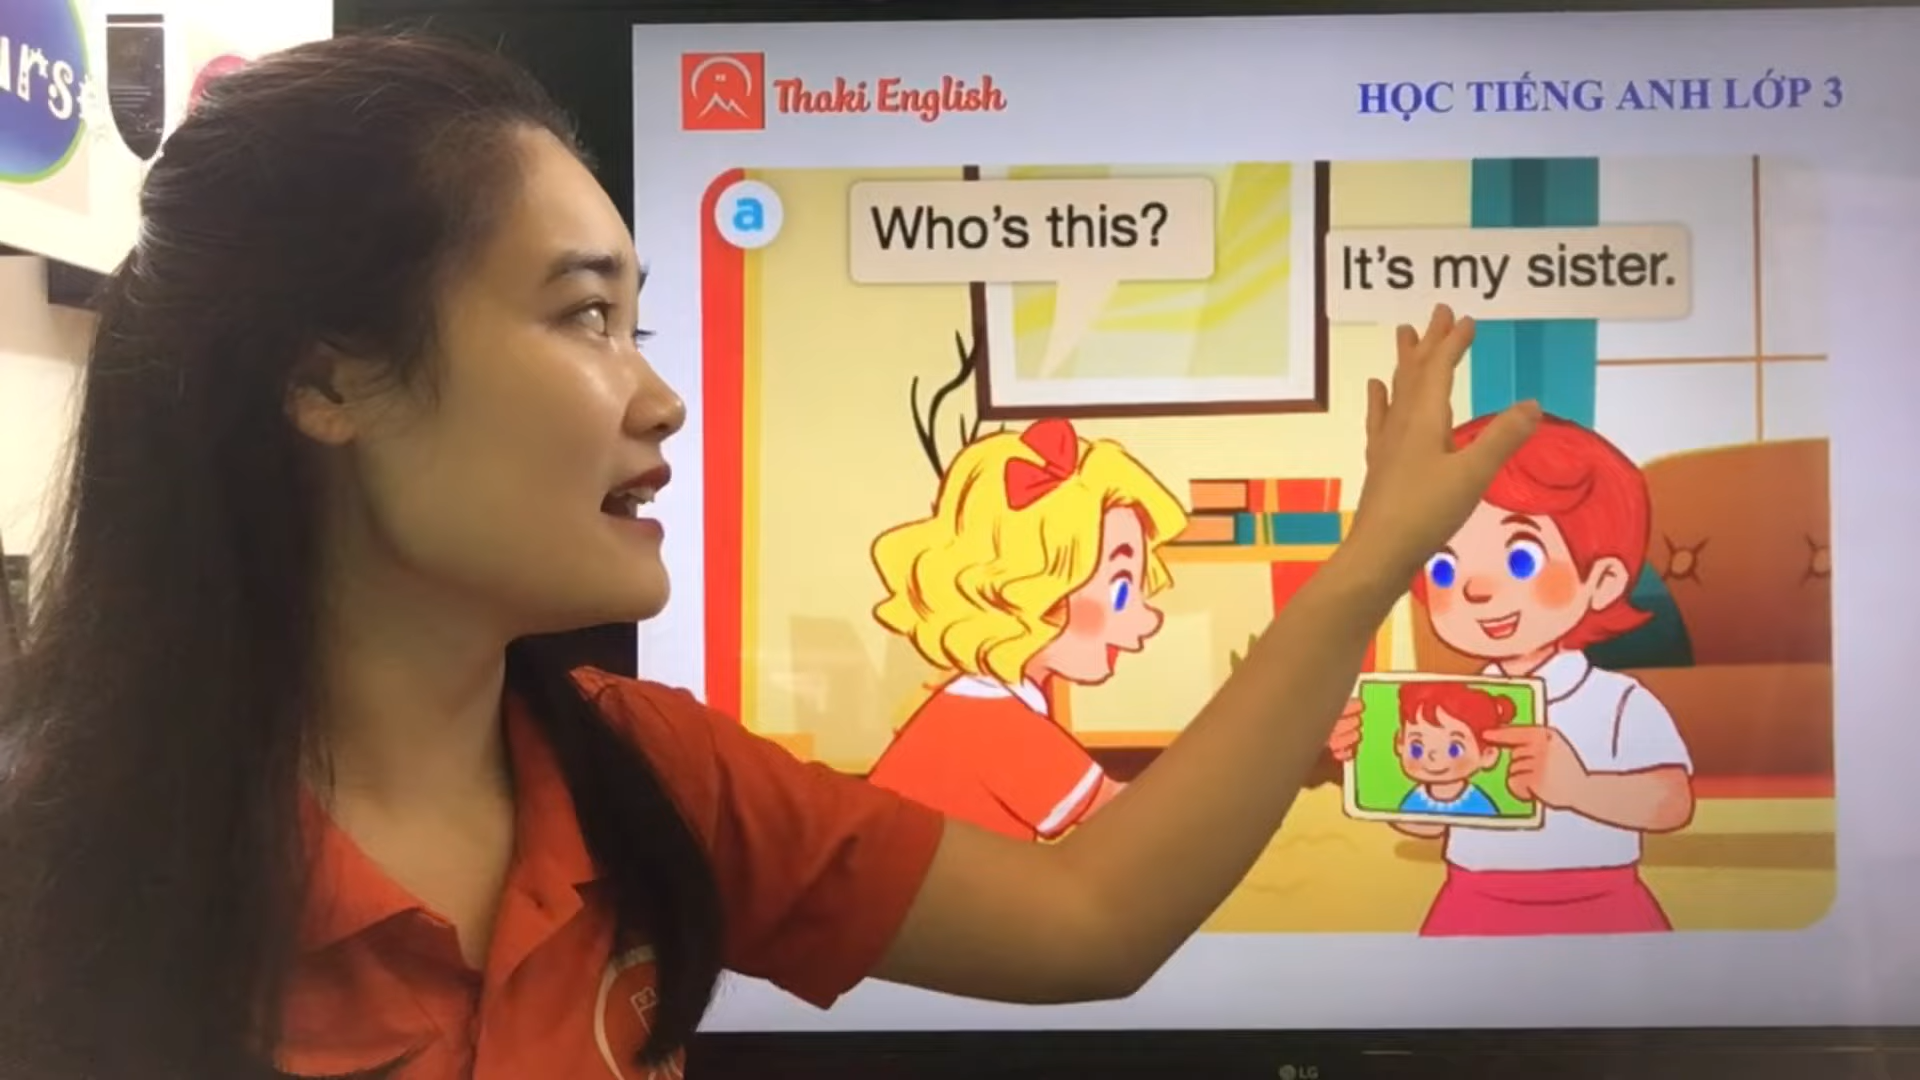 Thaki English
HỌC TIẾNG ANH LỚP 3
a
Who's this?
It's my sister.
LG